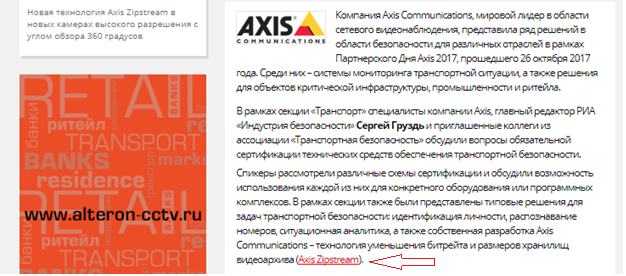 Новая технология Axis Zipstream в
новых камерах высокого разрешения с
углом обзора 360 градусов
RETAIL
BANKS
банки
ритейл
TRANSPORT
BANKS
market
residence
www.alteron-cctv.ru
RETAIL
банки
BANKS
ритейл
TRANSPORT
AXIS
COMMUNICATIONS
Компания Axis Communications, мировой лидер в области
сетевого видеонаблюдения, представила ряд решений в
области безопасности для различных отраслей в рамках
Партнерского Дня Axis 2017, прошедшего 26 октября 2017
года. Среди них – системы мониторинга транспортной ситуации, а также решения
для объектов критической инфраструктуры, промышленности и ритейла.
В рамках секции «Транспорт» специалисты компании Axis, главный редактор РИА
«Индустрия безопасности» Сергей Груздь и приглашенные коллеги из
ассоциации «Транспортная безопасность» обсудили вопросы обязательной
сертификации технических средств обеспечения транспортной безопасности.
Спикеры рассмотрели различные схемы сертификации и обсудили возможность
использования каждой из них для конкретного оборудования или программных
комплексов. В рамках секции также были представлены типовые решения для
задач транспортной безопасности: идентификация личности, распознавание
номеров, ситуационная аналитика, а также собственная разработка Axis
Communications – технология уменьшения битрейта и размеров хранилищ
видеоархива (Axis Zipstream).